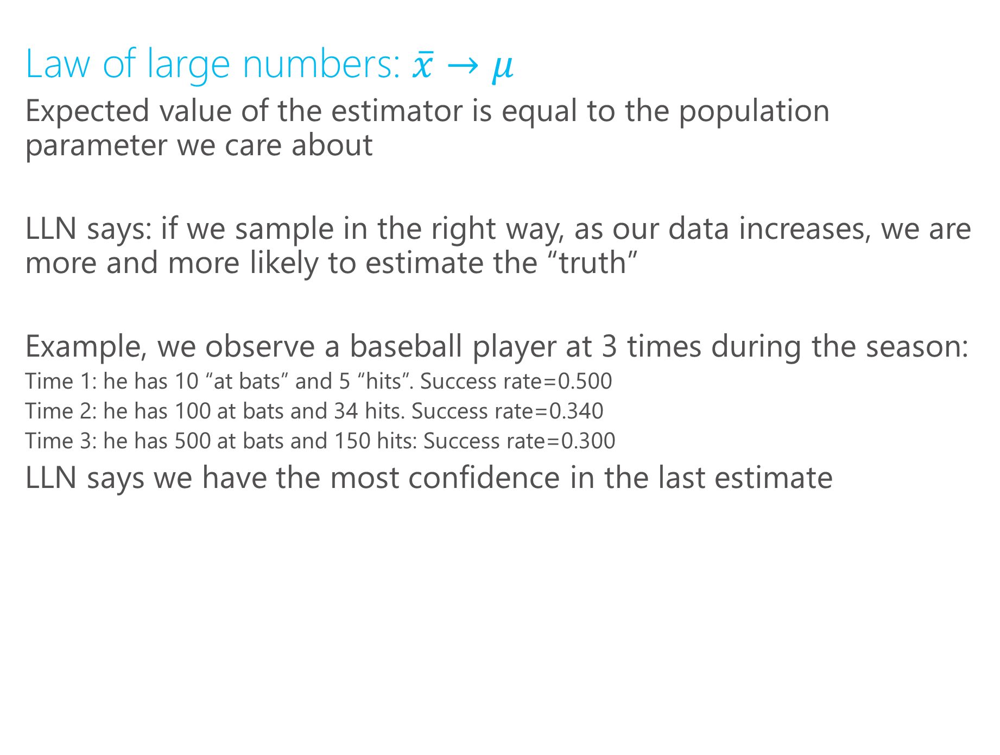 Law of large numbers: x̄ → μ
Expected value of the estimator is equal to the population
parameter we care about
LLN says: if we sample in the right way, as our data increases, we are
more and more likely to estimate the “truth”
Example, we observe a baseball player at 3 times during the season:
Time 1: he has 10 “at bats” and 5 “hits”. Success rate=0.500
Time 2: he has 100 at bats and 34 hits. Success rate=0.340
Time 3: he has 500 at bats and 150 hits: Success rate=0.300
LLN says we have the most confidence in the last estimate